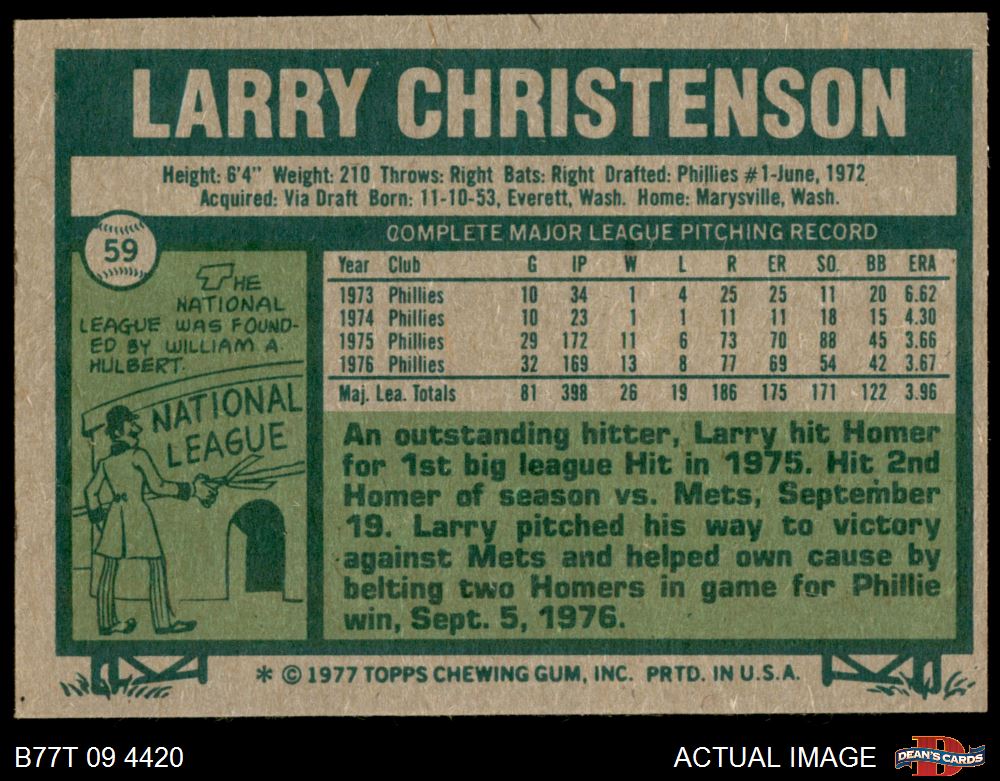 LARRY CHRISTENSON
Height: 6'4" Weight: 210 Throws: Right Bats: Right Drafted: Phillies #1-June, 1972
Acquired: Via Draft Born: 11-10-53, Everett, Wash. Home: Marysville, Wash.
59
THE
NATIONAL
LEAGUE WAS FOUND-
ED BY WILLIAM A.
HULBERT.
NATIONAL
LEAGUE
COMPLETE MAJOR LEAGUE PITCHING RECORD
Year Club G IP W L R ER SO. BB ERA
1973 Phillies 10 34 1 4 25 25 11 20 6.62
1974 Phillies 10 23 1 1 11 11 18 15 4.30
1975 Phillies 29 172 11 6 73 70 88 45 3.66
1976 Phillies 32 169 13 8 77 69 54 42 3.67
Maj. Lea. Totals 81 398 26 19 186 175 171 122 3.96
An outstanding hitter, Larry hit Homer
for 1st big league Hit in 1975. Hit 2nd
Homer of season vs. Mets, September
19. Larry pitched his way to victory
against Mets and helped own cause by
belting two Homers in game for Phillie
win, Sept. 5, 1976.
* © 1977 TOPPS CHEWING GUM, INC. PRTD. IN U.S.A.
B77T 09 4420
ACTUAL IMAGE
D
DEAN'S CARDS